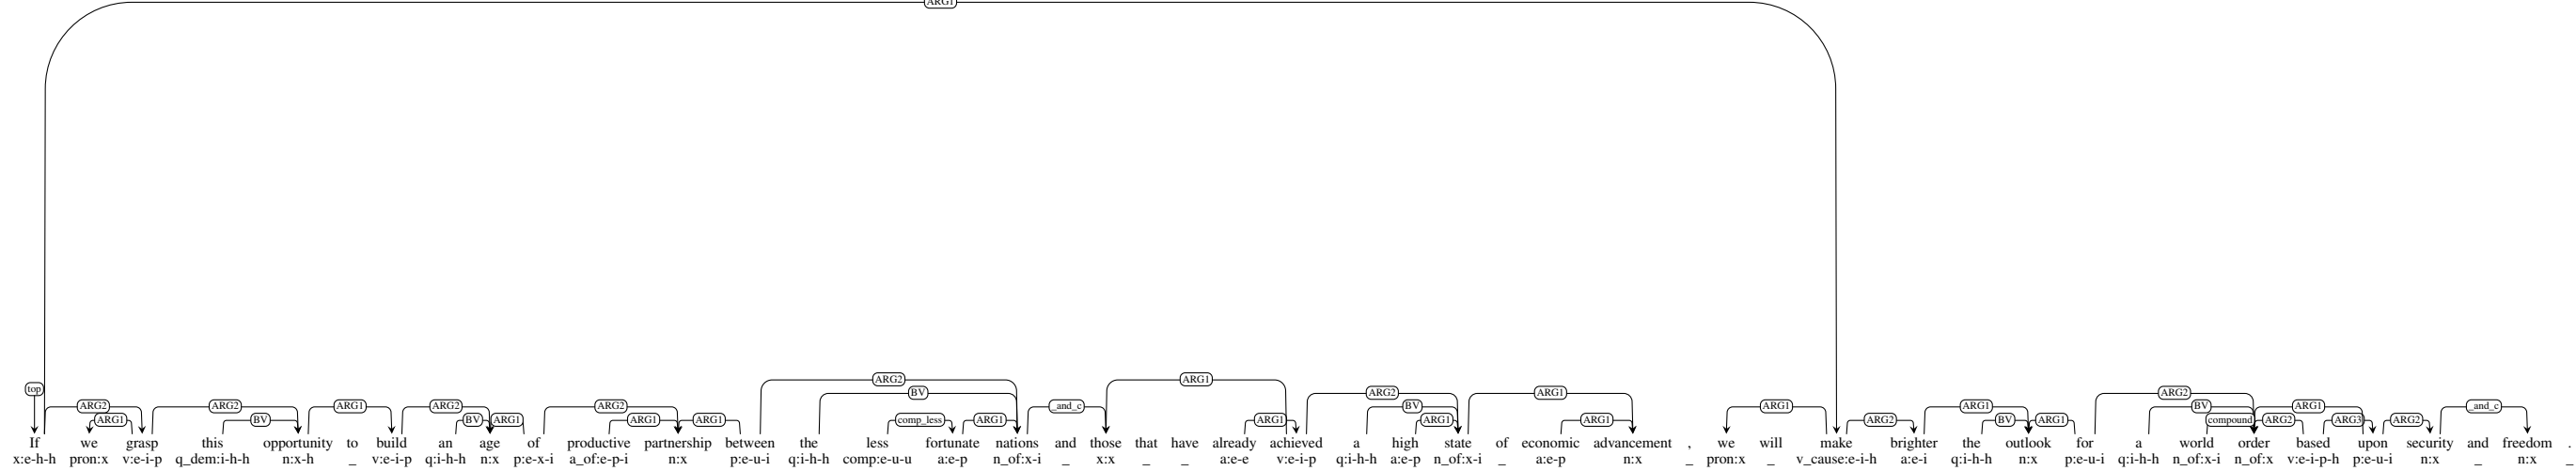 ARG1
ARG2 BV ARG2 ARG1 ARG2
top ARG2 BV _and_c ARG2 BV ARG1 ARG1 ARG2 ARG1 BV ARG1 _and_c
ARG1 BV ARG1 ARG2 BV ARG1 ARG1 ARG1 comp_less ARG1 ARG1 ARG1 ARG1 ARG2 BV ARG1 compound ARG2 ARG3 ARG2
If we grasp this opportunity to build an age of productive partnership between the less fortunate nations and those that have already achieved a high state of economic advancement , we will make brighter the outlook for a world order based upon security and freedom .
x:e-h-h pron:x v:e-i-p q_dem:i-h-h n:x-h _ v:e-i-p q:i-h-h n:x p:e-x-i a_of:e-p-i n:x p:e-u-i q:i-h-h comp:e-u-u a:e-p n_of:x-i _ x:x _ _ a:e-e v:e-i-p q:i-h-h a:e-p n_of:x-i _ a:e-p n:x _ pron:x _ v_cause:e-i-h a:e-i q:i-h-h n:x p:e-u-i q:i-h-h n_of:x-i n_of:x v:e-i-p-h p:e-u-i n:x _ n:x